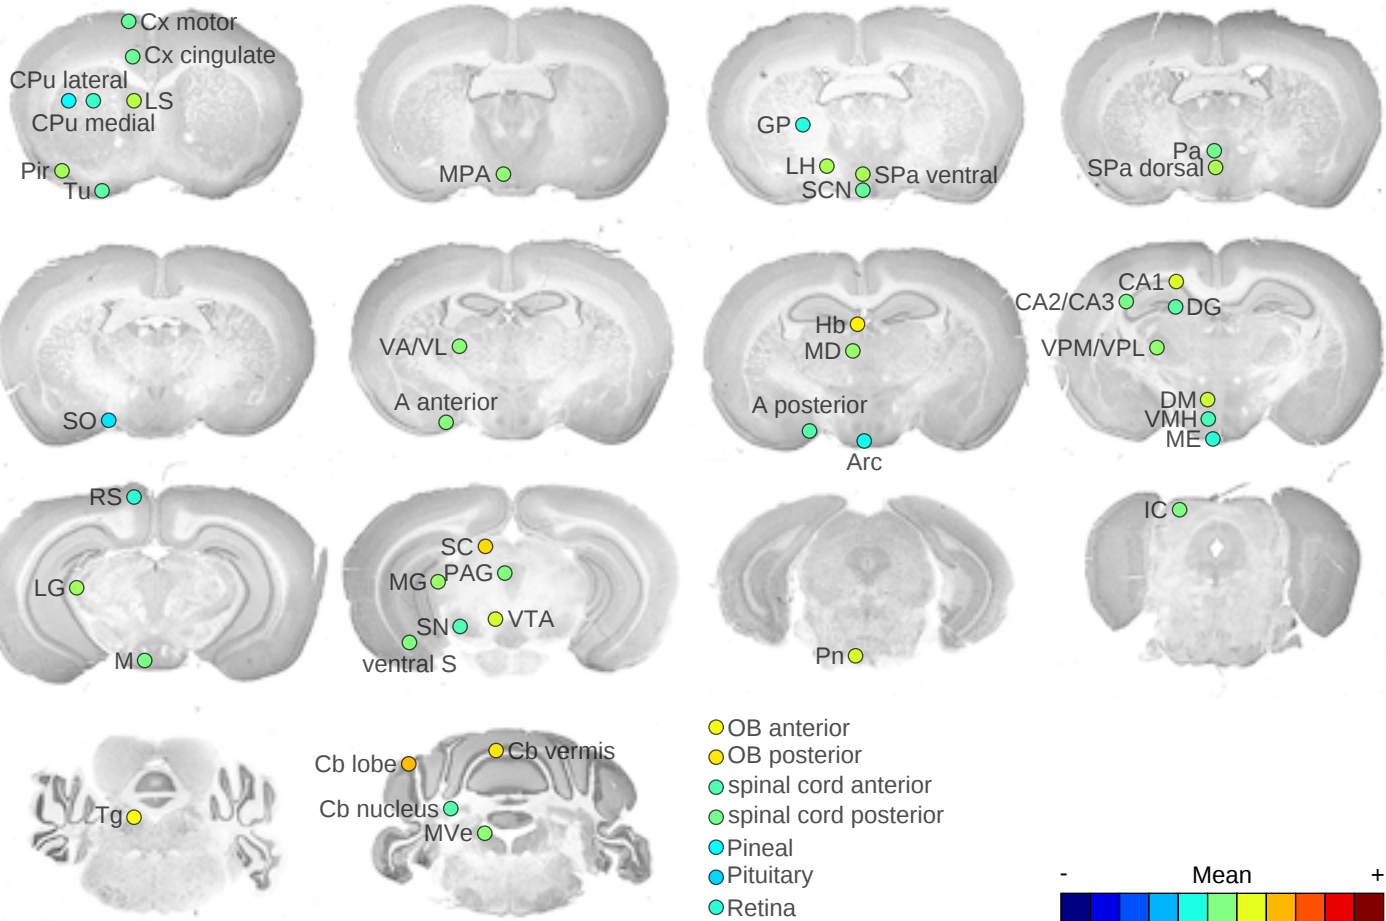 Cx motor
Cx cingulate
CPu lateral
LS
CPu medial
Pir
Tu
MPA
GP
LH
SPa ventral
SCN
Pa
SPa dorsal
SO
VA/VL
A anterior
Hb
MD
A posterior
Arc
CA1
CA2/CA3
DG
VPM/VPL
DM
VMH
ME
RS
LG
M
SC
PAG
MG
SN
VTA
ventral S
Pn
IC
Tg
Cb lobe
Cb vermis
Cb nucleus
MVe
OB anterior
OB posterior
spinal cord anterior
spinal cord posterior
Pineal
Pituitary
Retina
- Mean +